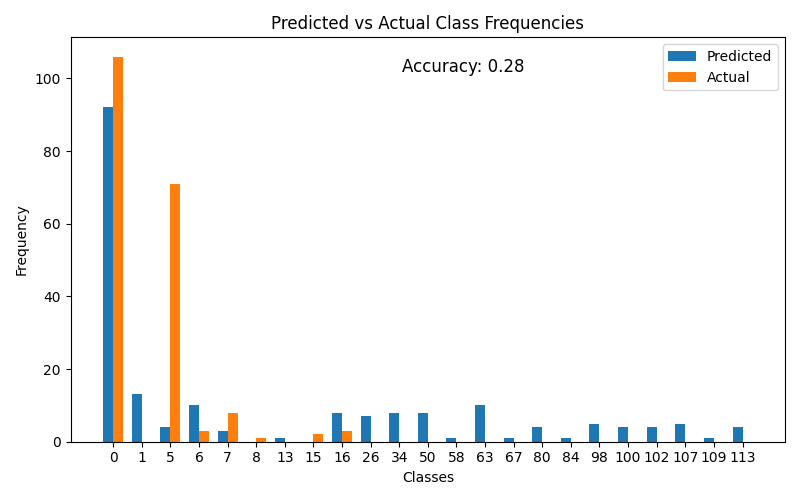 Predicted vs Actual Class Frequencies
Accuracy: 0.28
Predicted
Actual
Frequency
100
80
60
40
20
0
0 1 5 6 7 8 13 15 16 26 34 50 58 63 67 80 84 98 100 102 107 109 113
Classes